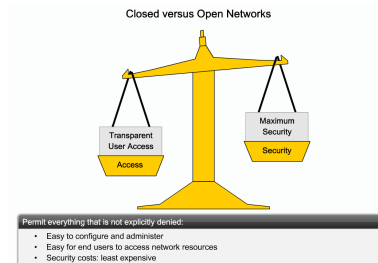 Closed versus Open Networks
Transparent
User Access
Access
Maximum
Security
Security
Permit everything that is not explicitly denied:
• Easy to configure and administer
• Easy for end users to access network resources
• Security costs: least expensive